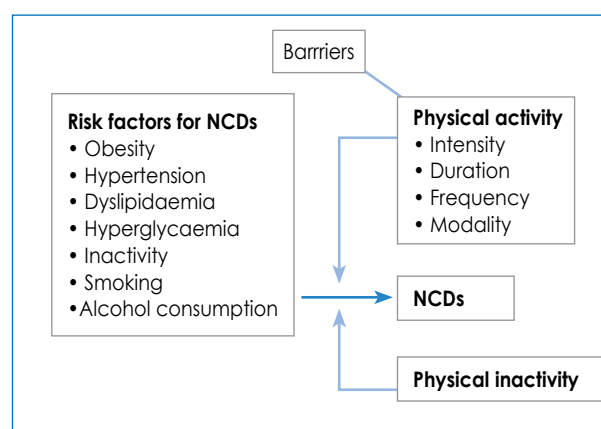 Barrriers
Risk factors for NCDs
• Obesity
• Hypertension
• Dyslipidaemia
• Hyperglycaemia
• Inactivity
• Smoking
•Alcohol consumption
Physical activity
• Intensity
• Duration
• Frequency
• Modality
NCDs
Physical inactivity